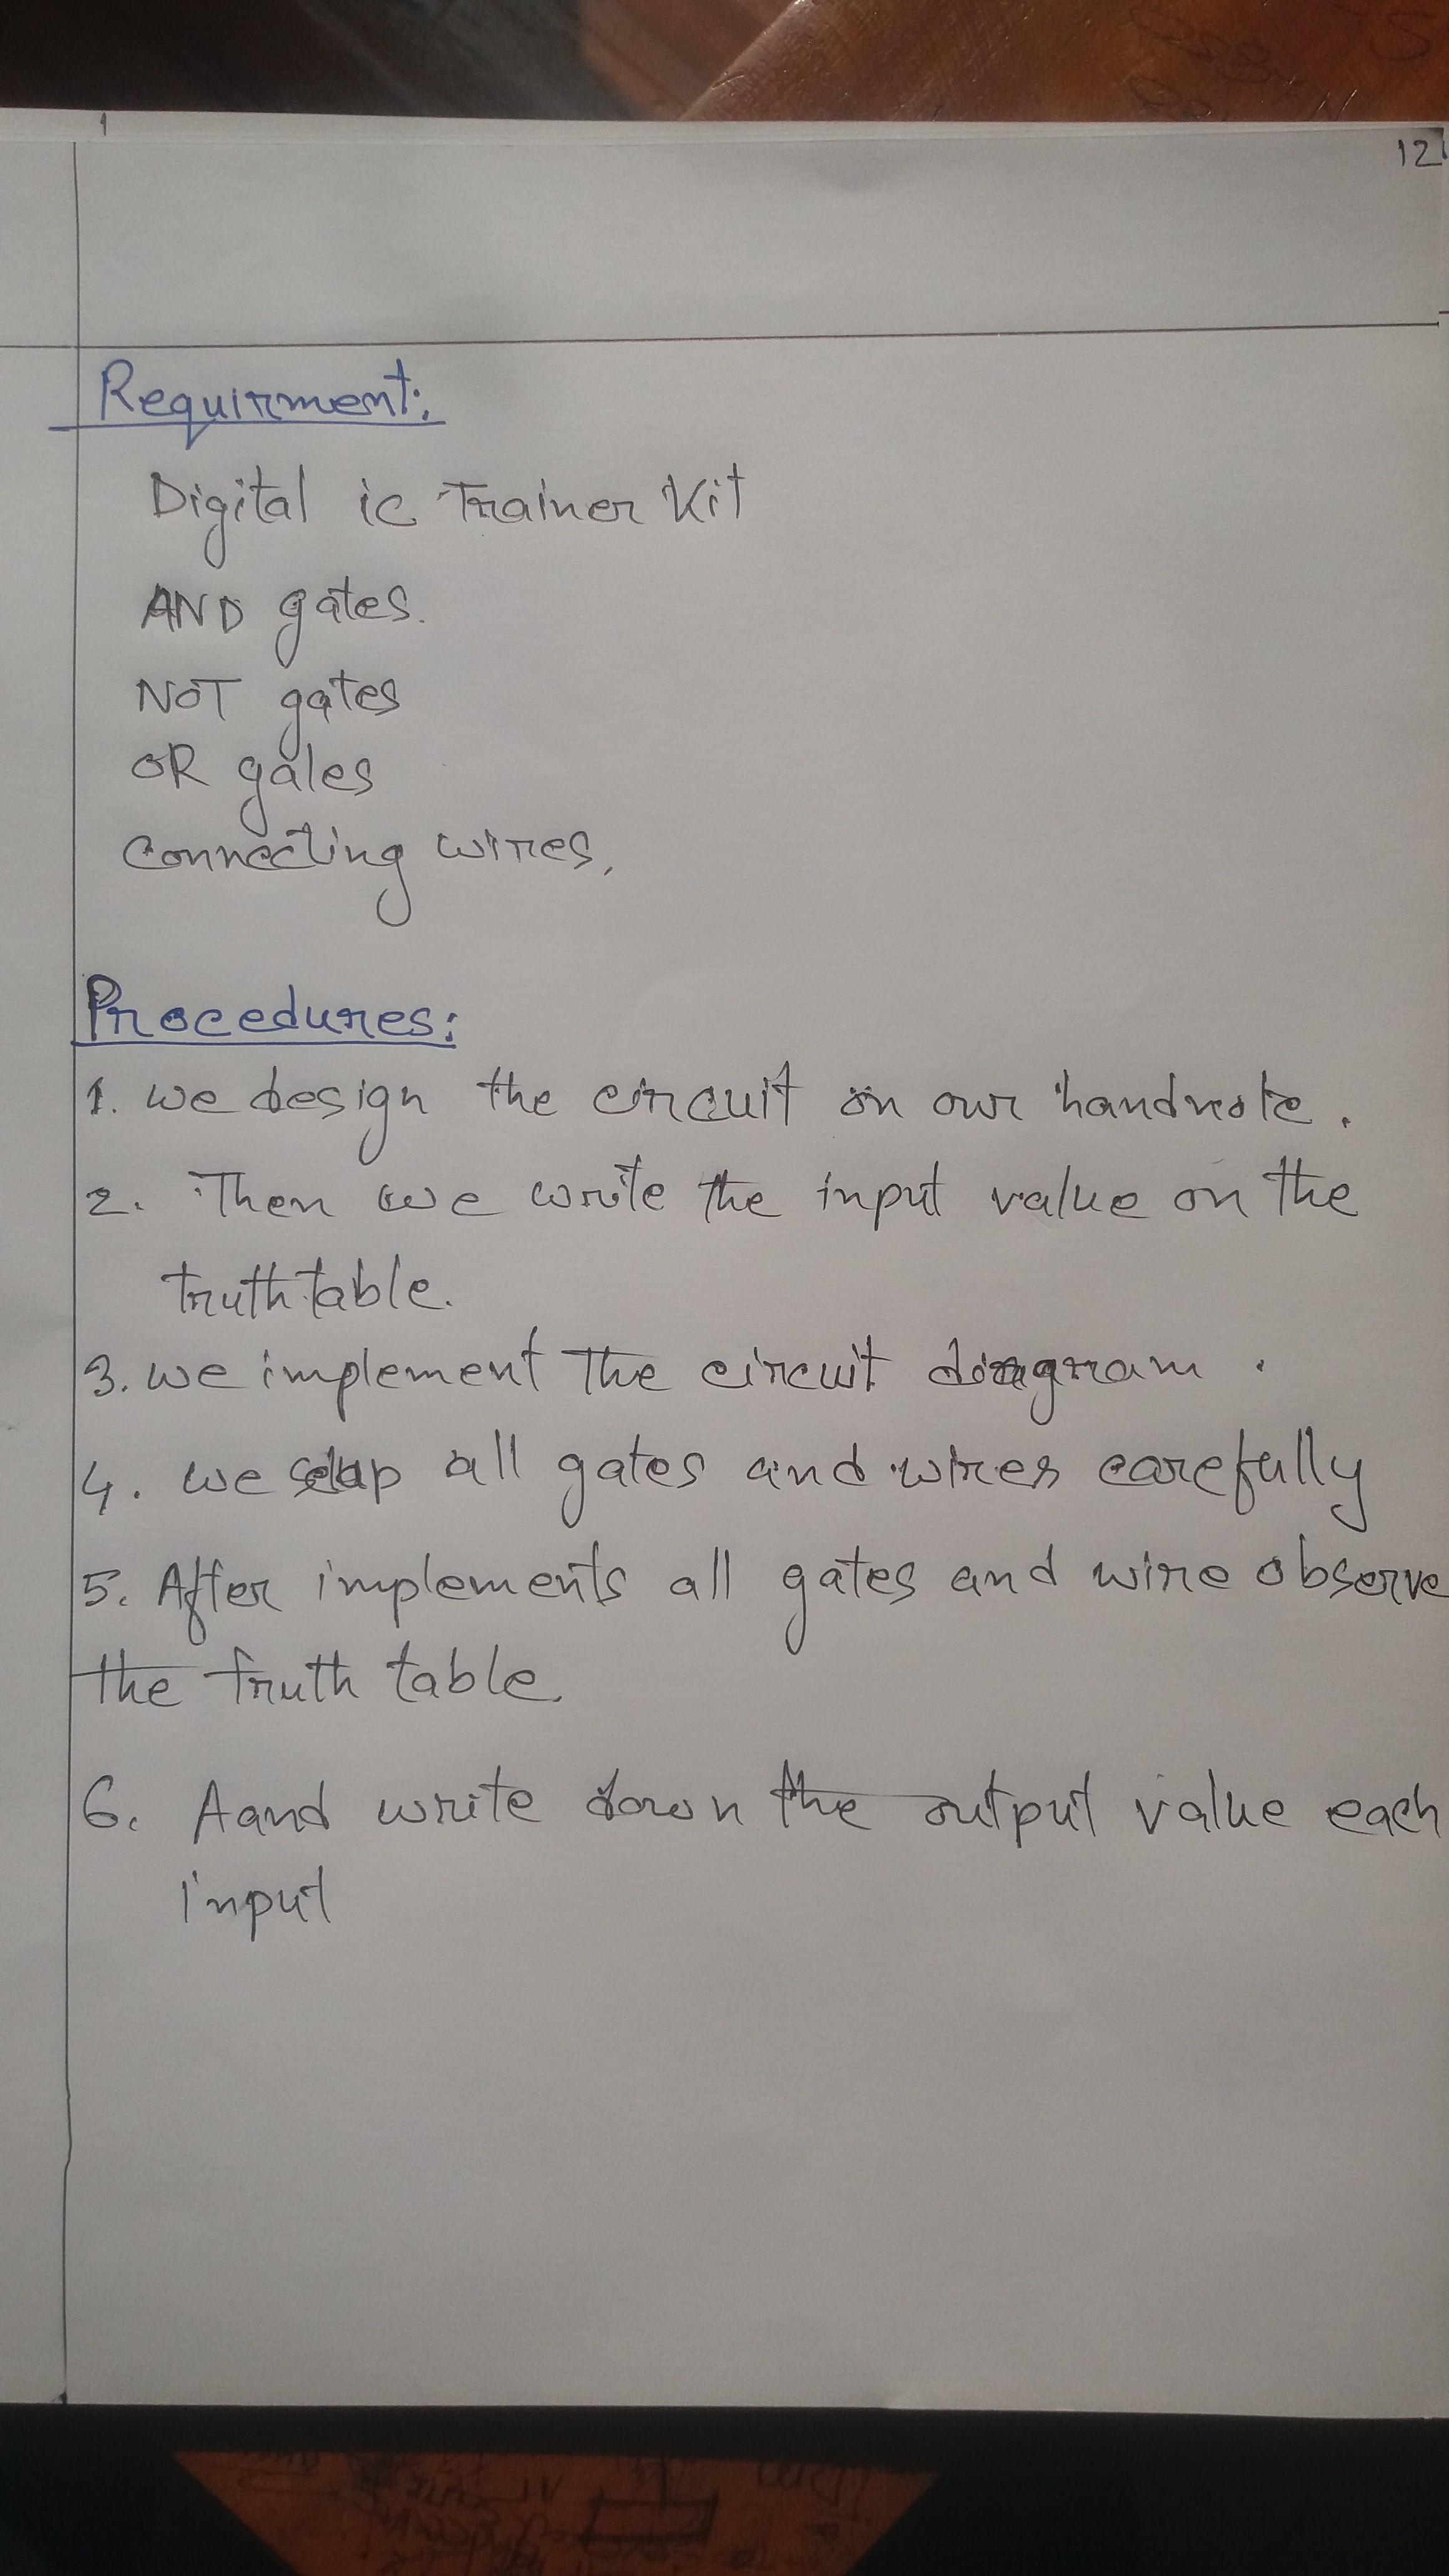 12
Requirment:
Digital ic Trainer Kit
AND gates.
NOT gates
OR gates
Connecting wires,
Procedures:
1. we design the circuit on our handnote.
2. Then we write the input value on the
truth table.
3. we implement the circuit diagram.
4. we setup all gates and wires carefully
5. After implements all gates and wire observe
the truth table.
6. Aand write down the output value each
input